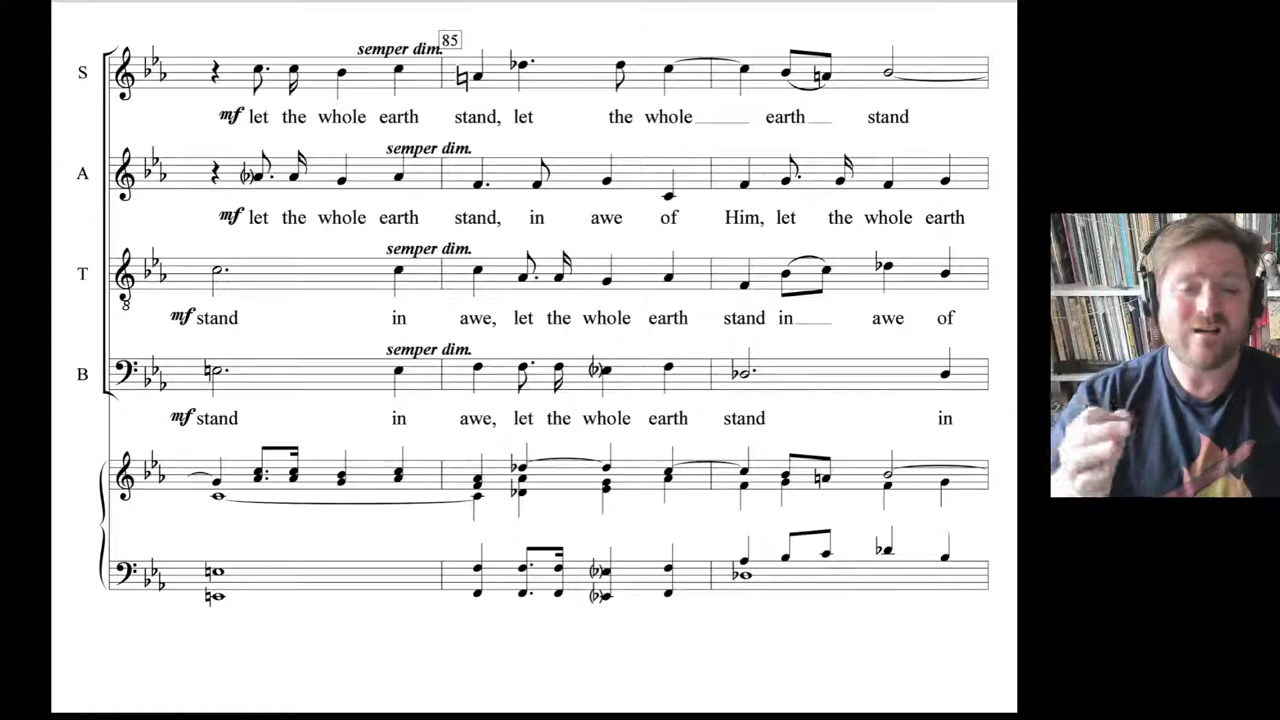 semper dim. 85
S
mf let the whole earth stand, let the whole earth stand
semper dim.
A
mf let the whole earth stand, in awe of Him, let the whole earth
semper dim.
T
8
mf stand in awe, let the whole earth stand in awe of
semper dim.
B
mf stand in awe, let the whole earth stand in